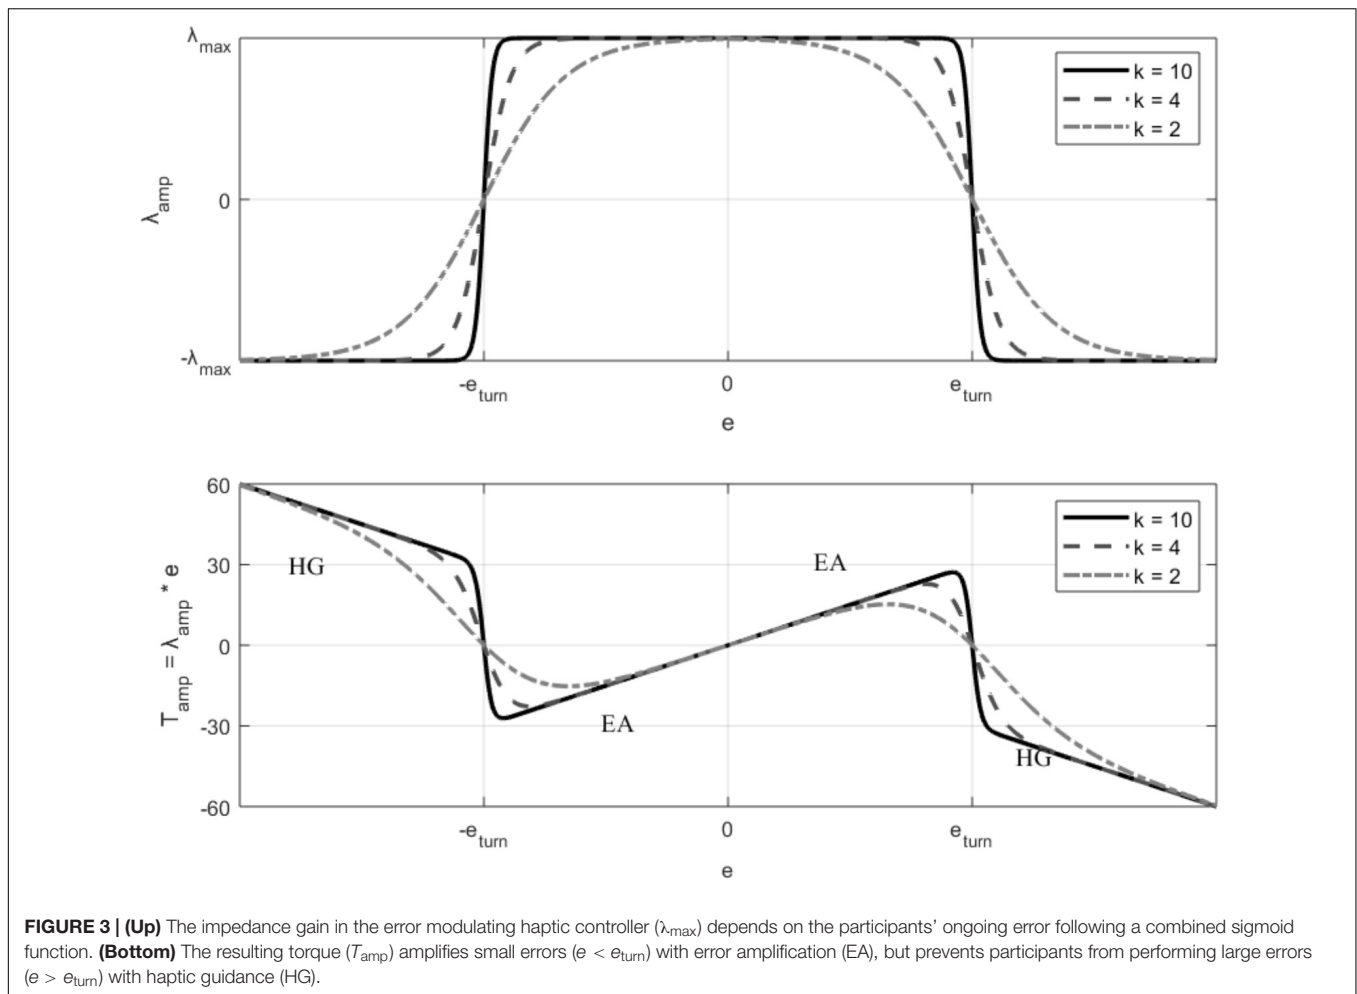 λmax
0
-λmax
λamp
k = 10
k = 4
k = 2
-eturn
0
eturn
e
60
30
0
-30
-60
Tamp = λamp * e
HG
EA
EA
HG
k = 10
k = 4
k = 2
-eturn
0
eturn
e
FIGURE 3 | (Up) The impedance gain in the error modulating haptic controller (λmax) depends on the participants’ ongoing error following a combined sigmoid
function. (Bottom) The resulting torque (Tamp) amplifies small errors (e < eturn) with error amplification (EA), but prevents participants from performing large errors
(e > eturn) with haptic guidance (HG).